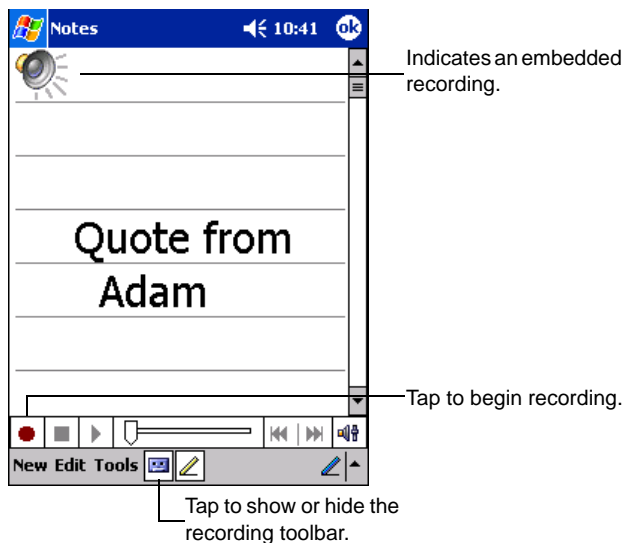 Notes 10:41 ok
Indicates an embedded
recording.
Quote from
Adam
Tap to begin recording.
New Edit Tools
Tap to show or hide the
recording toolbar.